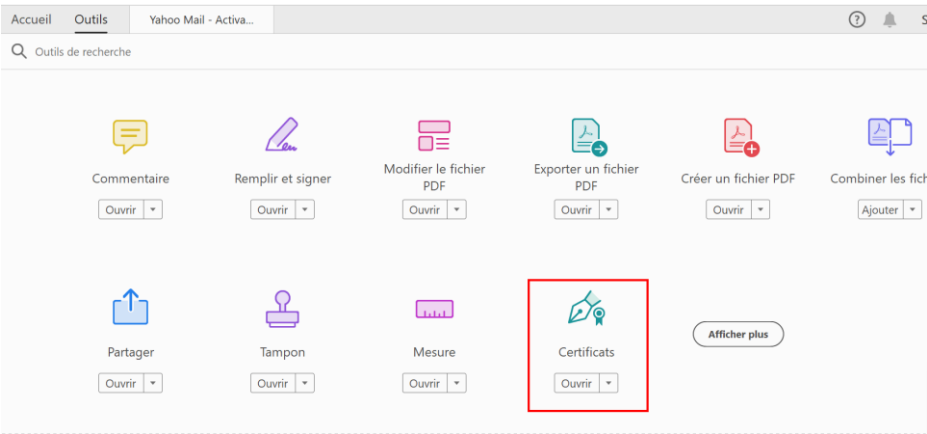 Accueil Outils Yahoo Mail - Activa... ?
Outils de recherche
Commentaire Remplir et signer Modifier le fichier PDF Exporter un fichier PDF Créer un fichier PDF Combiner les fich
Ouvrir Ouvrir Ouvrir Ouvrir Ouvrir Ajouter
Partager Tampon Mesure Certificats Afficher plus
Ouvrir Ouvrir Ouvrir Ouvrir